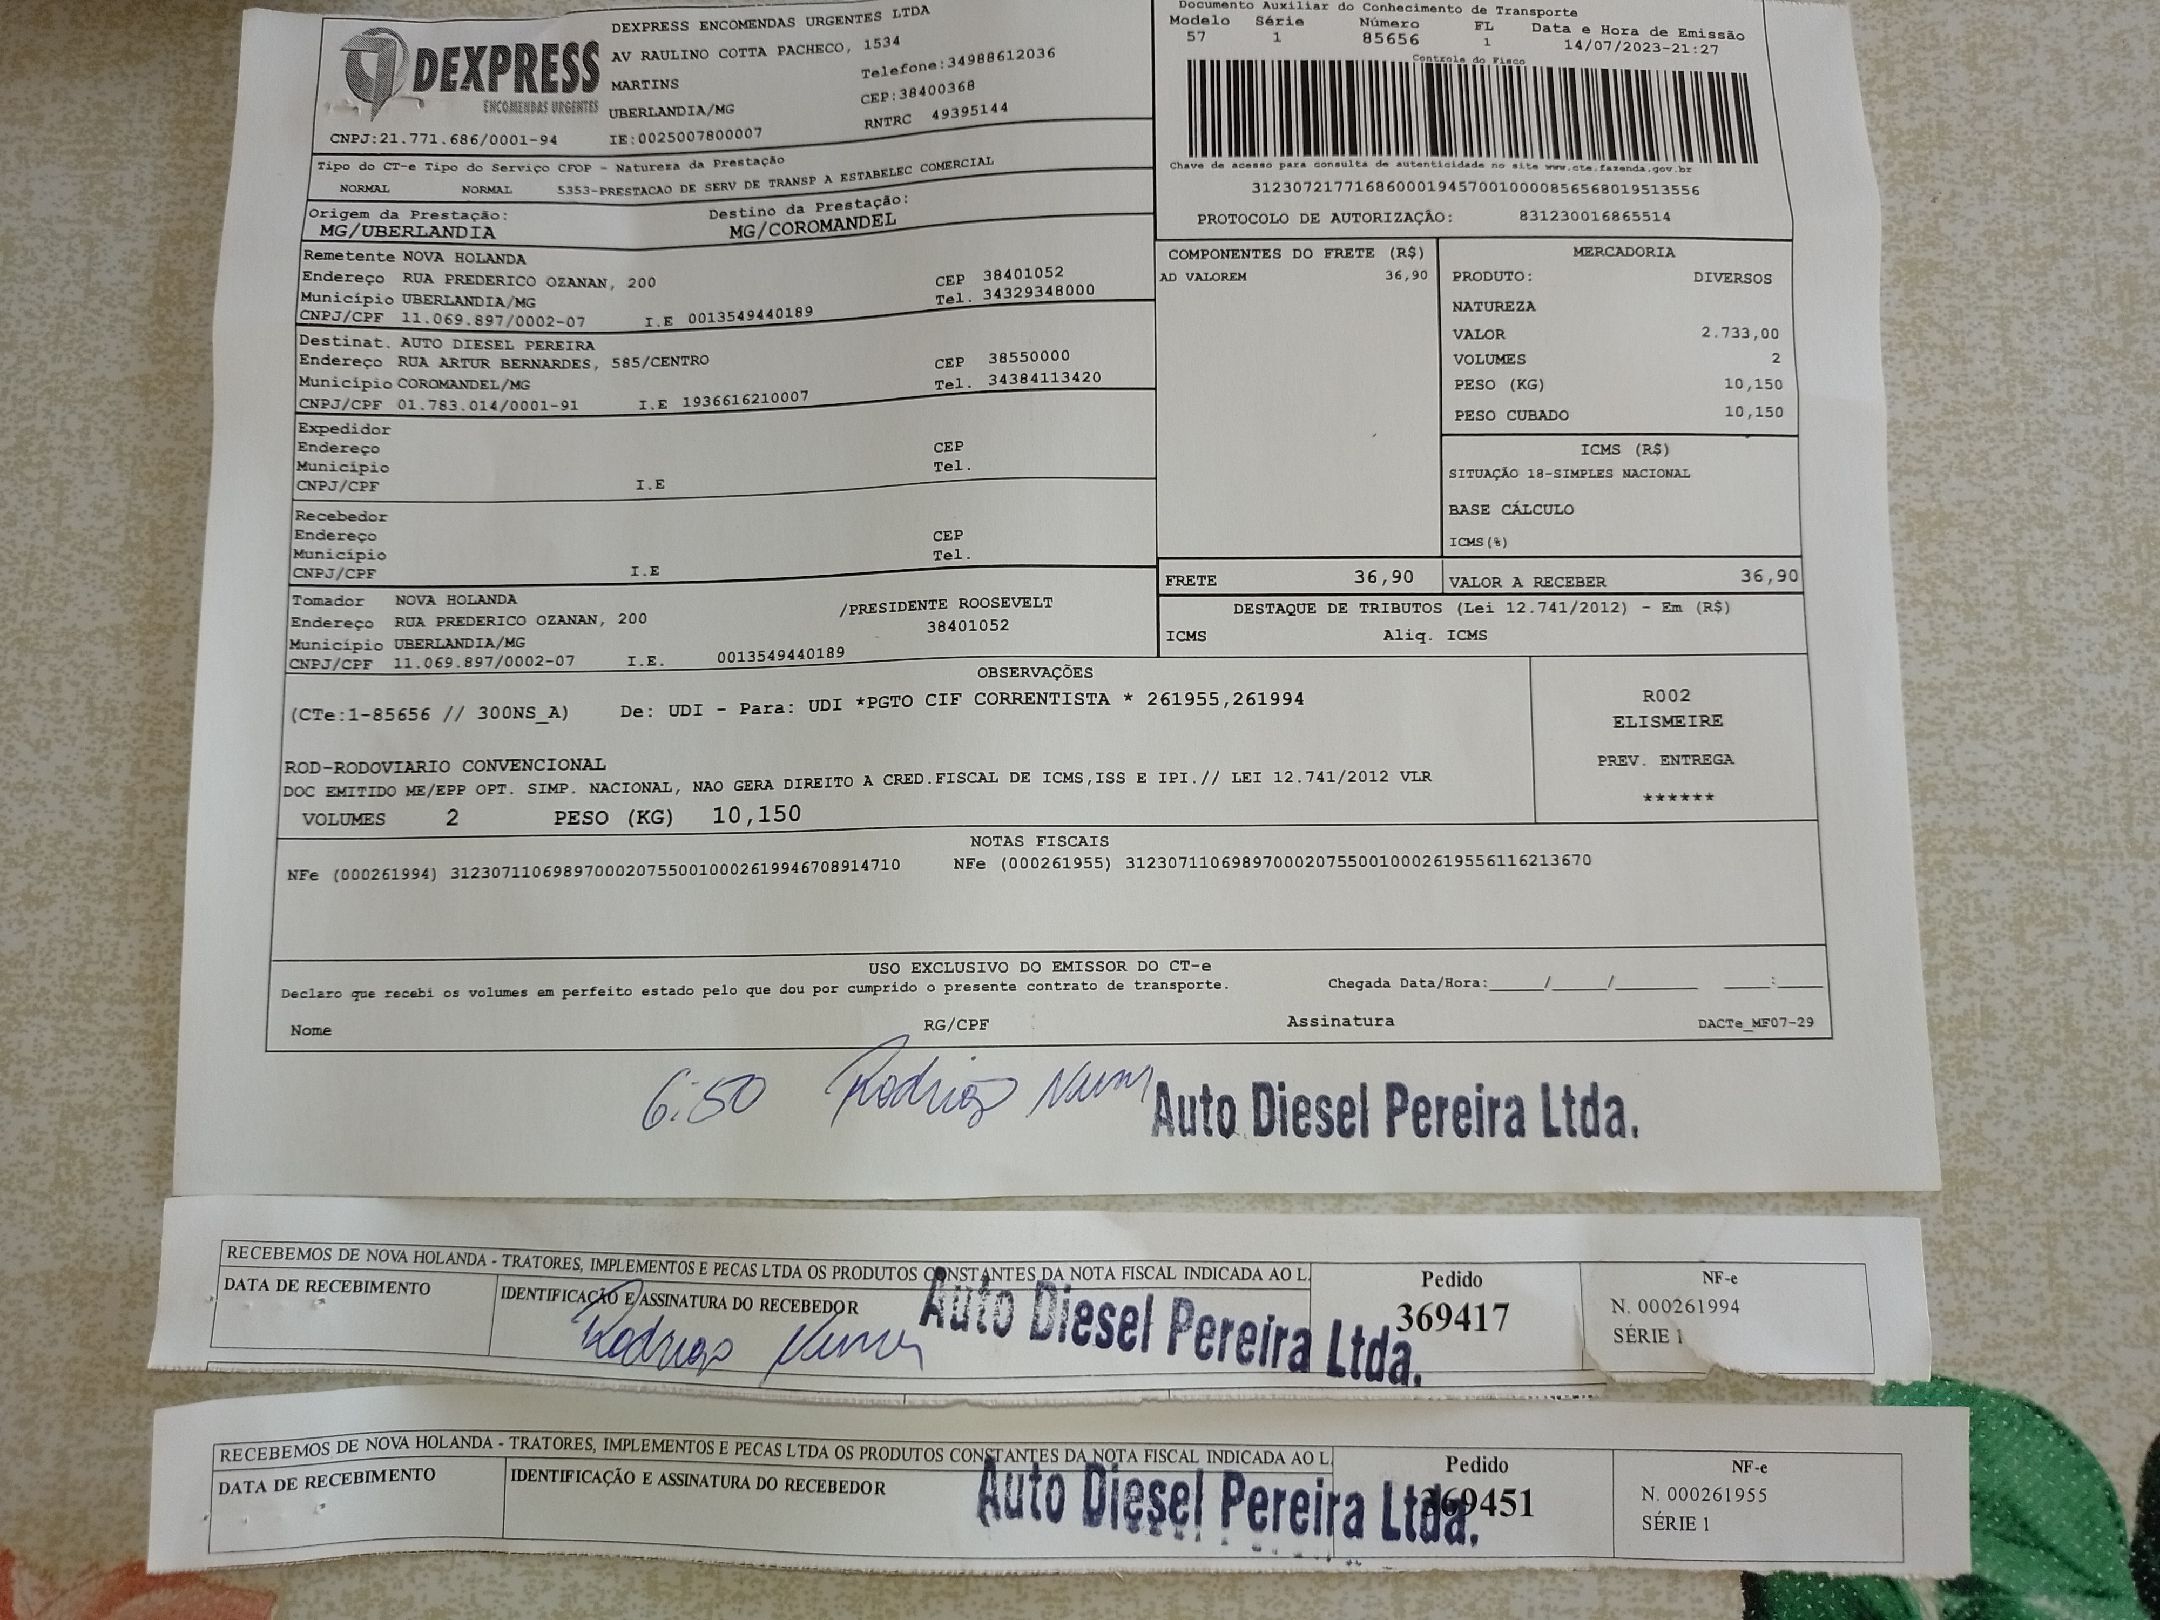 DEXPRESS
ENCOMENDAS URGENTES
CNPJ:21.771.686/0001-94
DEXPRESS ENCOMENDAS URGENTES LTDA
AV RAULINO COTTA PACHECO, 1534
MARTINS Telefone:34988612036
UBERLANDIA/MG CEP:38400368
IE:0025007800007 RNTRC 49395144
Documento Auxiliar do Conhecimento de Transporte
Modelo Série Número FL Data e Hora de Emissão
57 1 85656 1 14/07/2023-21:27
Controle do Fisco
Chave de acesso para consulta de autenticidade no site www.cte.fazenda.gov.br
31230721771686000194570010000856568019513556
PROTOCOLO DE AUTORIZAÇÂO: 831230016865514
Tipo do CT-e Tipo do Serviço CFOP - Natureza da Prestação
NORMAL NORMAL 5353-PRESTACAO DE SERV DE TRANSP A ESTABELEC COMERCIAL
Origem da Prestação: Destino da Prestação:
MG/UBERLANDIA MG/COROMANDEL
Remetente NOVA HOLANDA
Endereço RUA PREDERICO OZANAN, 200 CEP 38401052
Município UBERLANDIA/MG Tel. 34329348000
CNPJ/CPF 11.069.897/0002-07 I.E 0013549440189
Destinat. AUTO DIESEL PEREIRA
Endereço RUA ARTUR BERNARDES, 585/CENTRO CEP 38550000
Município COROMANDEL/MG Tel. 34384113420
CNPJ/CPF 01.783.014/0001-91 I.E 1936616210007
Expedidor
Endereço CEP
Município Tel.
CNPJ/CPF I.E
Recebedor
Endereço CEP
Município Tel.
CNPJ/CPF I.E
Tomador NOVA HOLANDA /PRESIDENTE ROOSEVELT
Endereço RUA PREDERICO OZANAN, 200 38401052
Município UBERLANDIA/MG
CNPJ/CPF 11.069.897/0002-07 I.E. 0013549440189
COMPONENTES DO FRETE (R$)
AD VALOREM 36,90
MERCADORIA
PRODUTO: DIVERSOS
NATUREZA
VALOR 2.733,00
VOLUMES 2
PESO (KG) 10,150
PESO CUBADO 10,150
ICMS (R$)
SITUAÇÃO 18-SIMPLES NACIONAL
BASE CÁLCULO
ICMS(%)
FRETE 36,90 VALOR A RECEBER 36,90
DESTAQUE DE TRIBUTOS (Lei 12.741/2012) - Em (R$)
ICMS Aliq. ICMS
OBSERVAÇÕES
(CTe:1-85656 // 300NS_A) De: UDI - Para: UDI *PGTO CIF CORRENTISTA * 261955,261994
ROD-RODOVIARIO CONVENCIONAL
DOC EMITIDO ME/EPP OPT. SIMP. NACIONAL, NAO GERA DIREITO A CRED.FISCAL DE ICMS,ISS E IPI.// LEI 12.741/2012 VLR
VOLUMES 2 PESO (KG) 10,150
R002
ELISMEIRE
PREV. ENTREGA
******
NOTAS FISCAIS
NFe (000261994) 31230711069897000207550010002619946708914710 NFe (000261955) 31230711069897000207550010002619556116213670
USO EXCLUSIVO DO EMISSOR DO CT-e
Declaro que recebi os volumes em perfeito estado pelo que dou por cumprido o presente contrato de transporte. Chegada Data/Hora:_____/_____/________ ____:____
Nome RG/CPF Assinatura DACTe_MF07-29
6:50 Rodrigo Auto Diesel Pereira Ltda.
RECEBEMOS DE NOVA HOLANDA - TRATORES, IMPLEMENTOS E PECAS LTDA OS PRODUTOS CONSTANTES DA NOTA FISCAL INDICADA AO L
DATA DE RECEBIMENTO IDENTIFICAÇÃO E ASSINATURA DO RECEBEDOR
Rodrigo
Auto Diesel Pereira Ltda.
Pedido
369417
NF-e
N. 000261994
SÉRIE 1
RECEBEMOS DE NOVA HOLANDA - TRATORES, IMPLEMENTOS E PECAS LTDA OS PRODUTOS CONSTANTES DA NOTA FISCAL INDICADA AO L
DATA DE RECEBIMENTO IDENTIFICAÇÃO E ASSINATURA DO RECEBEDOR
Auto Diesel Pereira Ltda.
Pedido
369451
NF-e
N. 000261955
SÉRIE 1